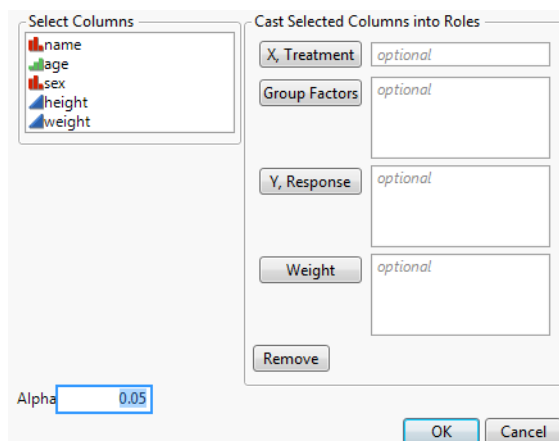 Select Columns
name
age
sex
height
weight
Cast Selected Columns into Roles
X, Treatment
optional
Group Factors
optional
Y, Response
optional
Weight
optional
Remove
Alpha
0.05
OK
Cancel